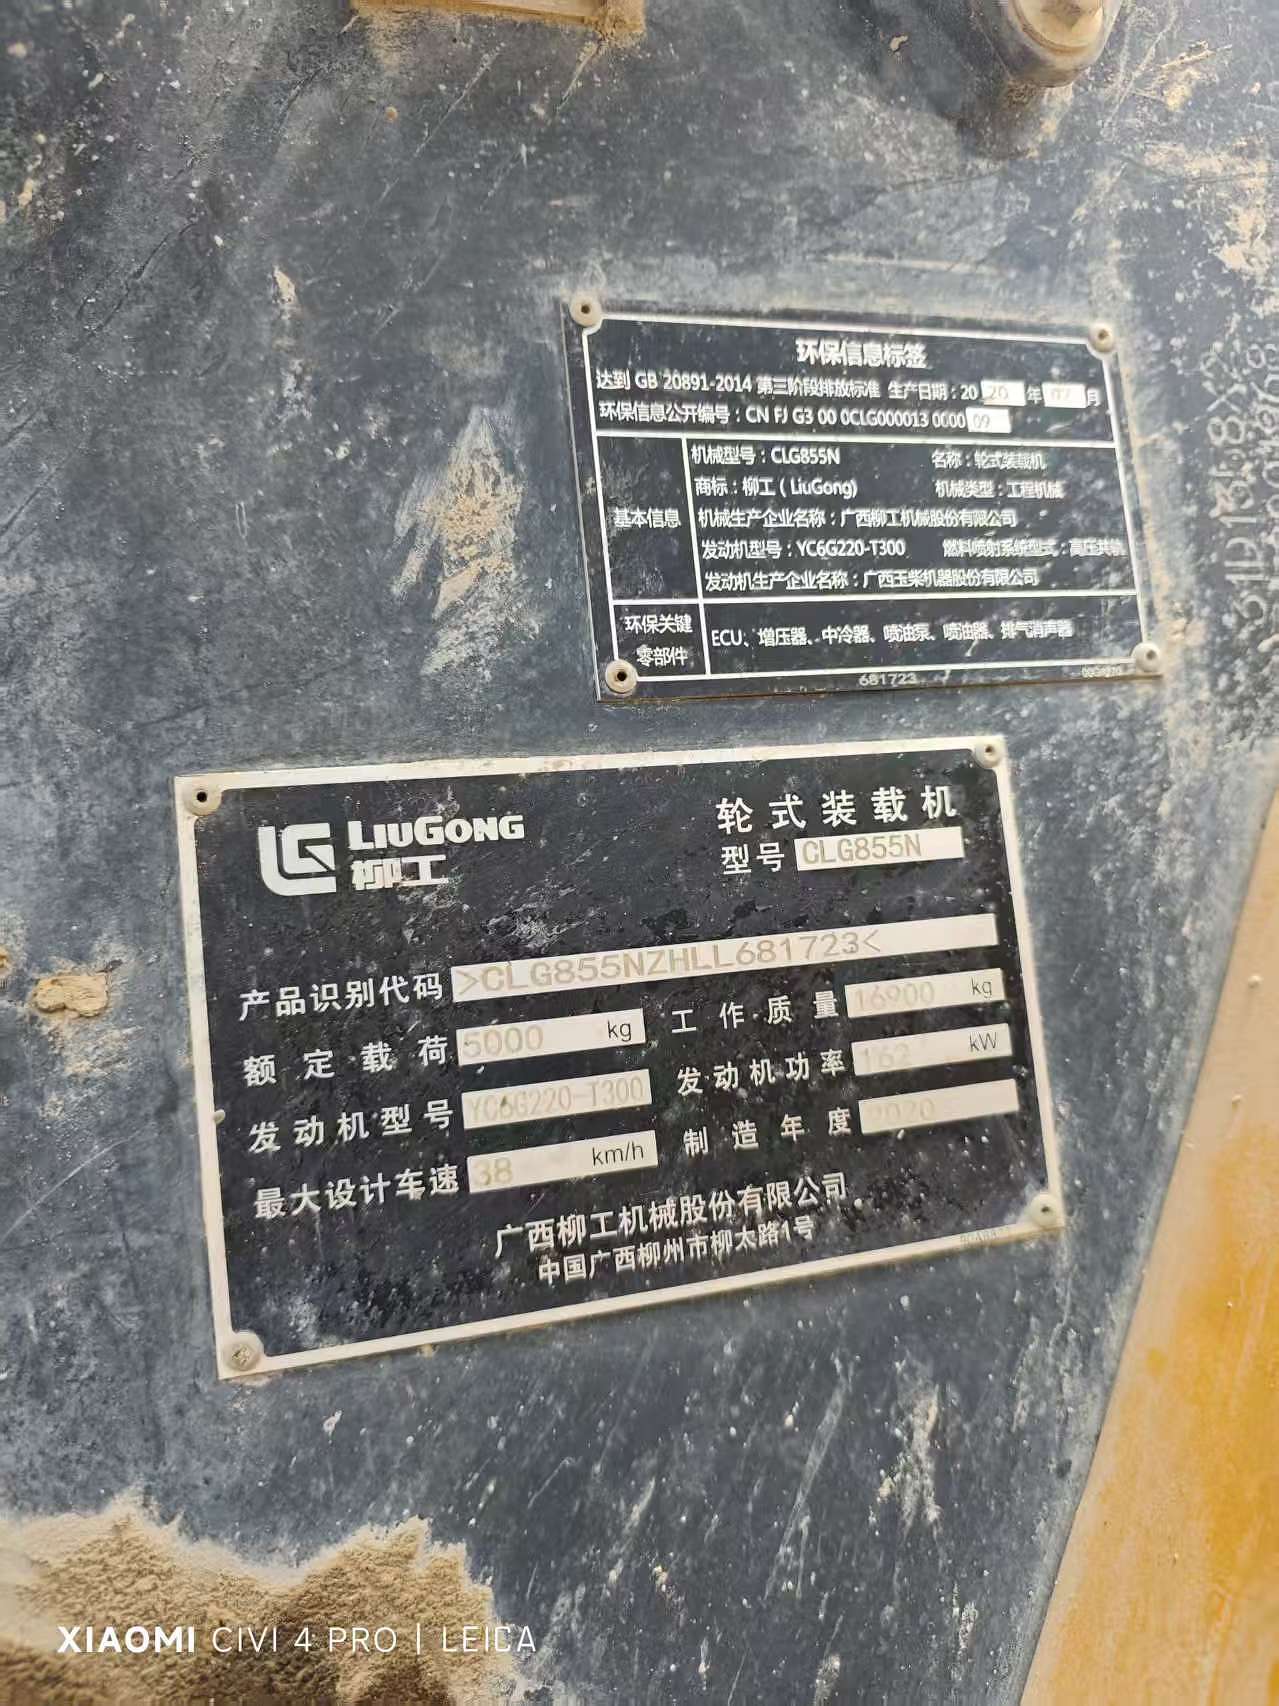 环保信息标签
达到 GB 20891-2014 第三阶段排放标准 生产日期：20 20 年 07 月
环保信息公开编号：CN FJ G3 00 0CLG000013 0000 09
基本信息
机械型号：CLG855N 名称：轮式装载机
商标：柳工（LiuGong） 机械类型：工程机械
机械生产企业名称：广西柳工机械股份有限公司
发动机型号：YC6G220-T300 燃料喷射系统型式：高压共轨
发动机生产企业名称：广西玉柴机器股份有限公司
环保关键
零部件
ECU、增压器、中冷器、喷油泵、喷油器、排气消声器
681723
LG LIUGONG
柳工
轮式装载机
型号 CLG855N
产品识别代码 >CLG855NZHLL681723<
额定载荷 5000 kg 工作质量 16900 kg
发动机型号 YC6G220-T300 发动机功率 162 kW
最大设计车速 38 km/h 制造年度 2020
广西柳工机械股份有限公司
中国广西柳州市柳太路1号
XIAOMI CIVI 4 PRO | LEICA